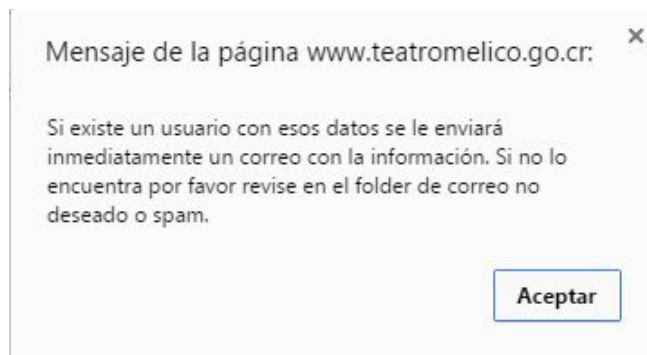 Mensaje de la página www.teatromelico.go.cr:
Si existe un usuario con esos datos se le enviará
inmediatamente un correo con la información. Si no lo
encuentra por favor revise en el folder de correo no
deseado o spam.
Aceptar